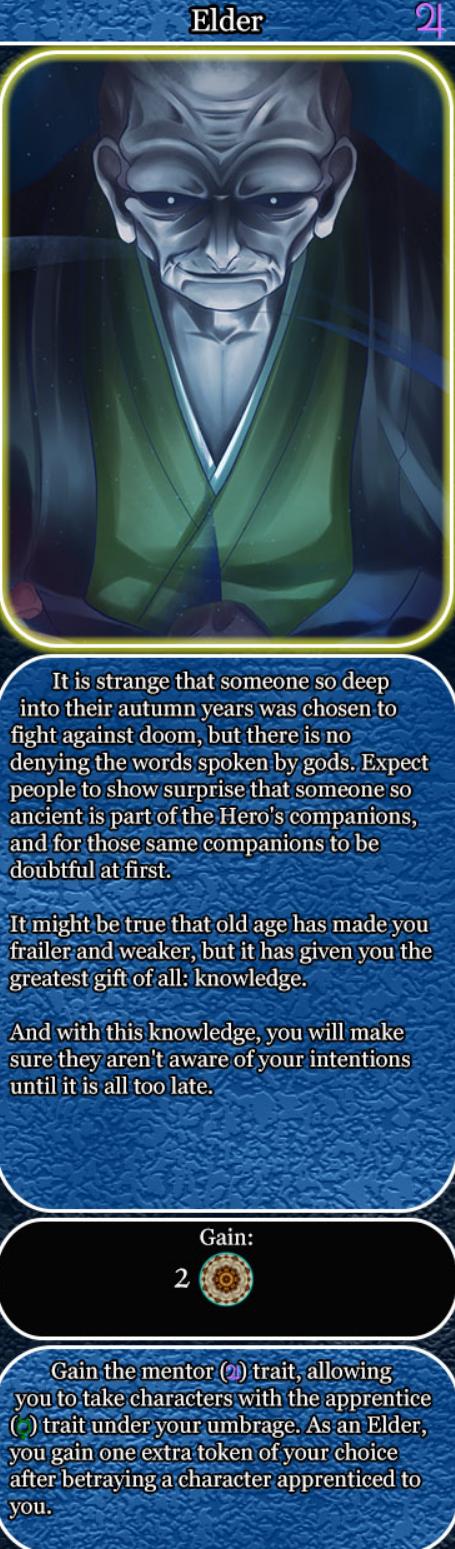 Elder ♃
It is strange that someone so deep
into their autumn years was chosen to
fight against doom, but there is no
denying the words spoken by gods. Expect
people to show surprise that someone so
ancient is part of the Hero's companions,
and for those same companions to be
doubtful at first.
It might be true that old age has made you
frailer and weaker, but it has given you the
greatest gift of all: knowledge.
And with this knowledge, you will make
sure they aren't aware of your intentions
until it is all too late.
Gain:
2
Gain the mentor (♃) trait, allowing
you to take characters with the apprentice
(☿) trait under your umbrage. As an Elder,
you gain one extra token of your choice
after betraying a character apprenticed to
you.